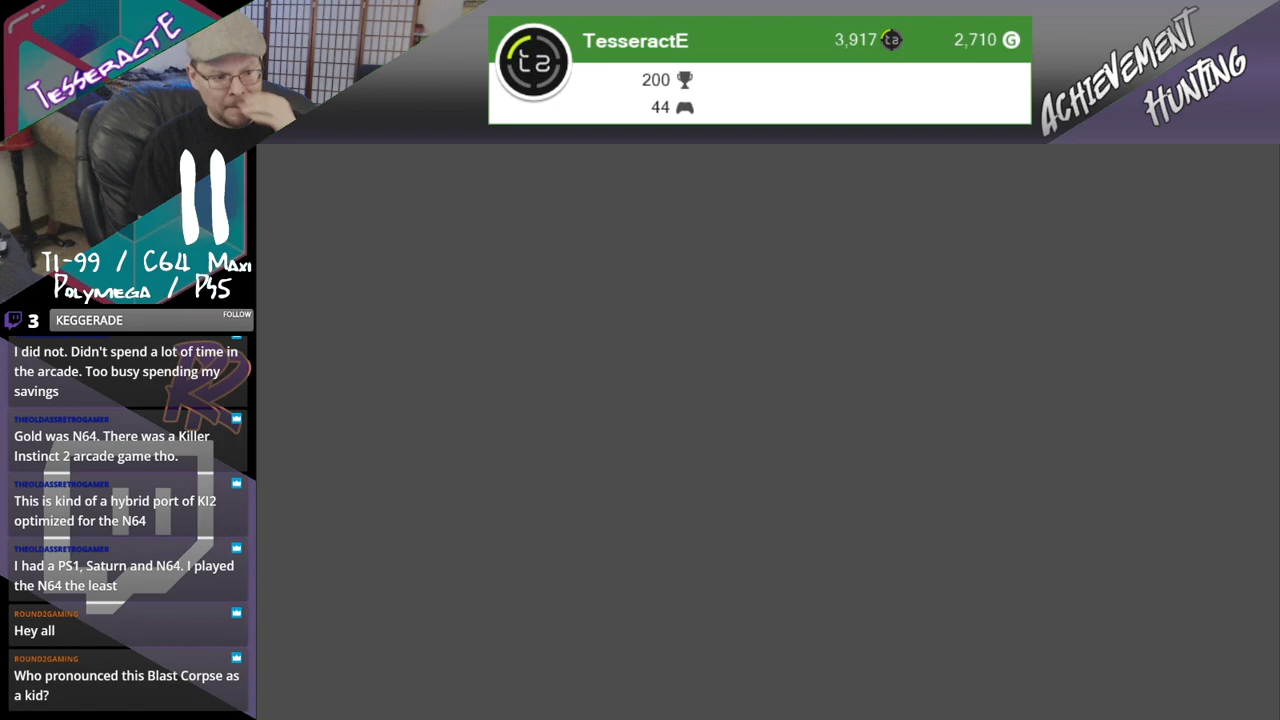 TESSERACTE
TI-99 / C64 MAXI
POLYMEGA / PS5
3 KEGGERADE FOLLOW
I did not. Didn't spend a lot of time in
the arcade. Too busy spending my
savings
THEOLDASSRETROGAMER
Gold was N64. There was a Killer
Instinct 2 arcade game tho.
THEOLDASSRETROGAMER
This is kind of a hybrid port of KI2
optimized for the N64
THEOLDASSRETROGAMER
I had a PS1, Saturn and N64. I played
the N64 the least
ROUND2GAMING
Hey all
ROUND2GAMING
Who pronounced this Blast Corpse as
a kid?
TesseractE 3,917 ta 2,710 G
200
44
ACHIEVEMENT
HUNTING